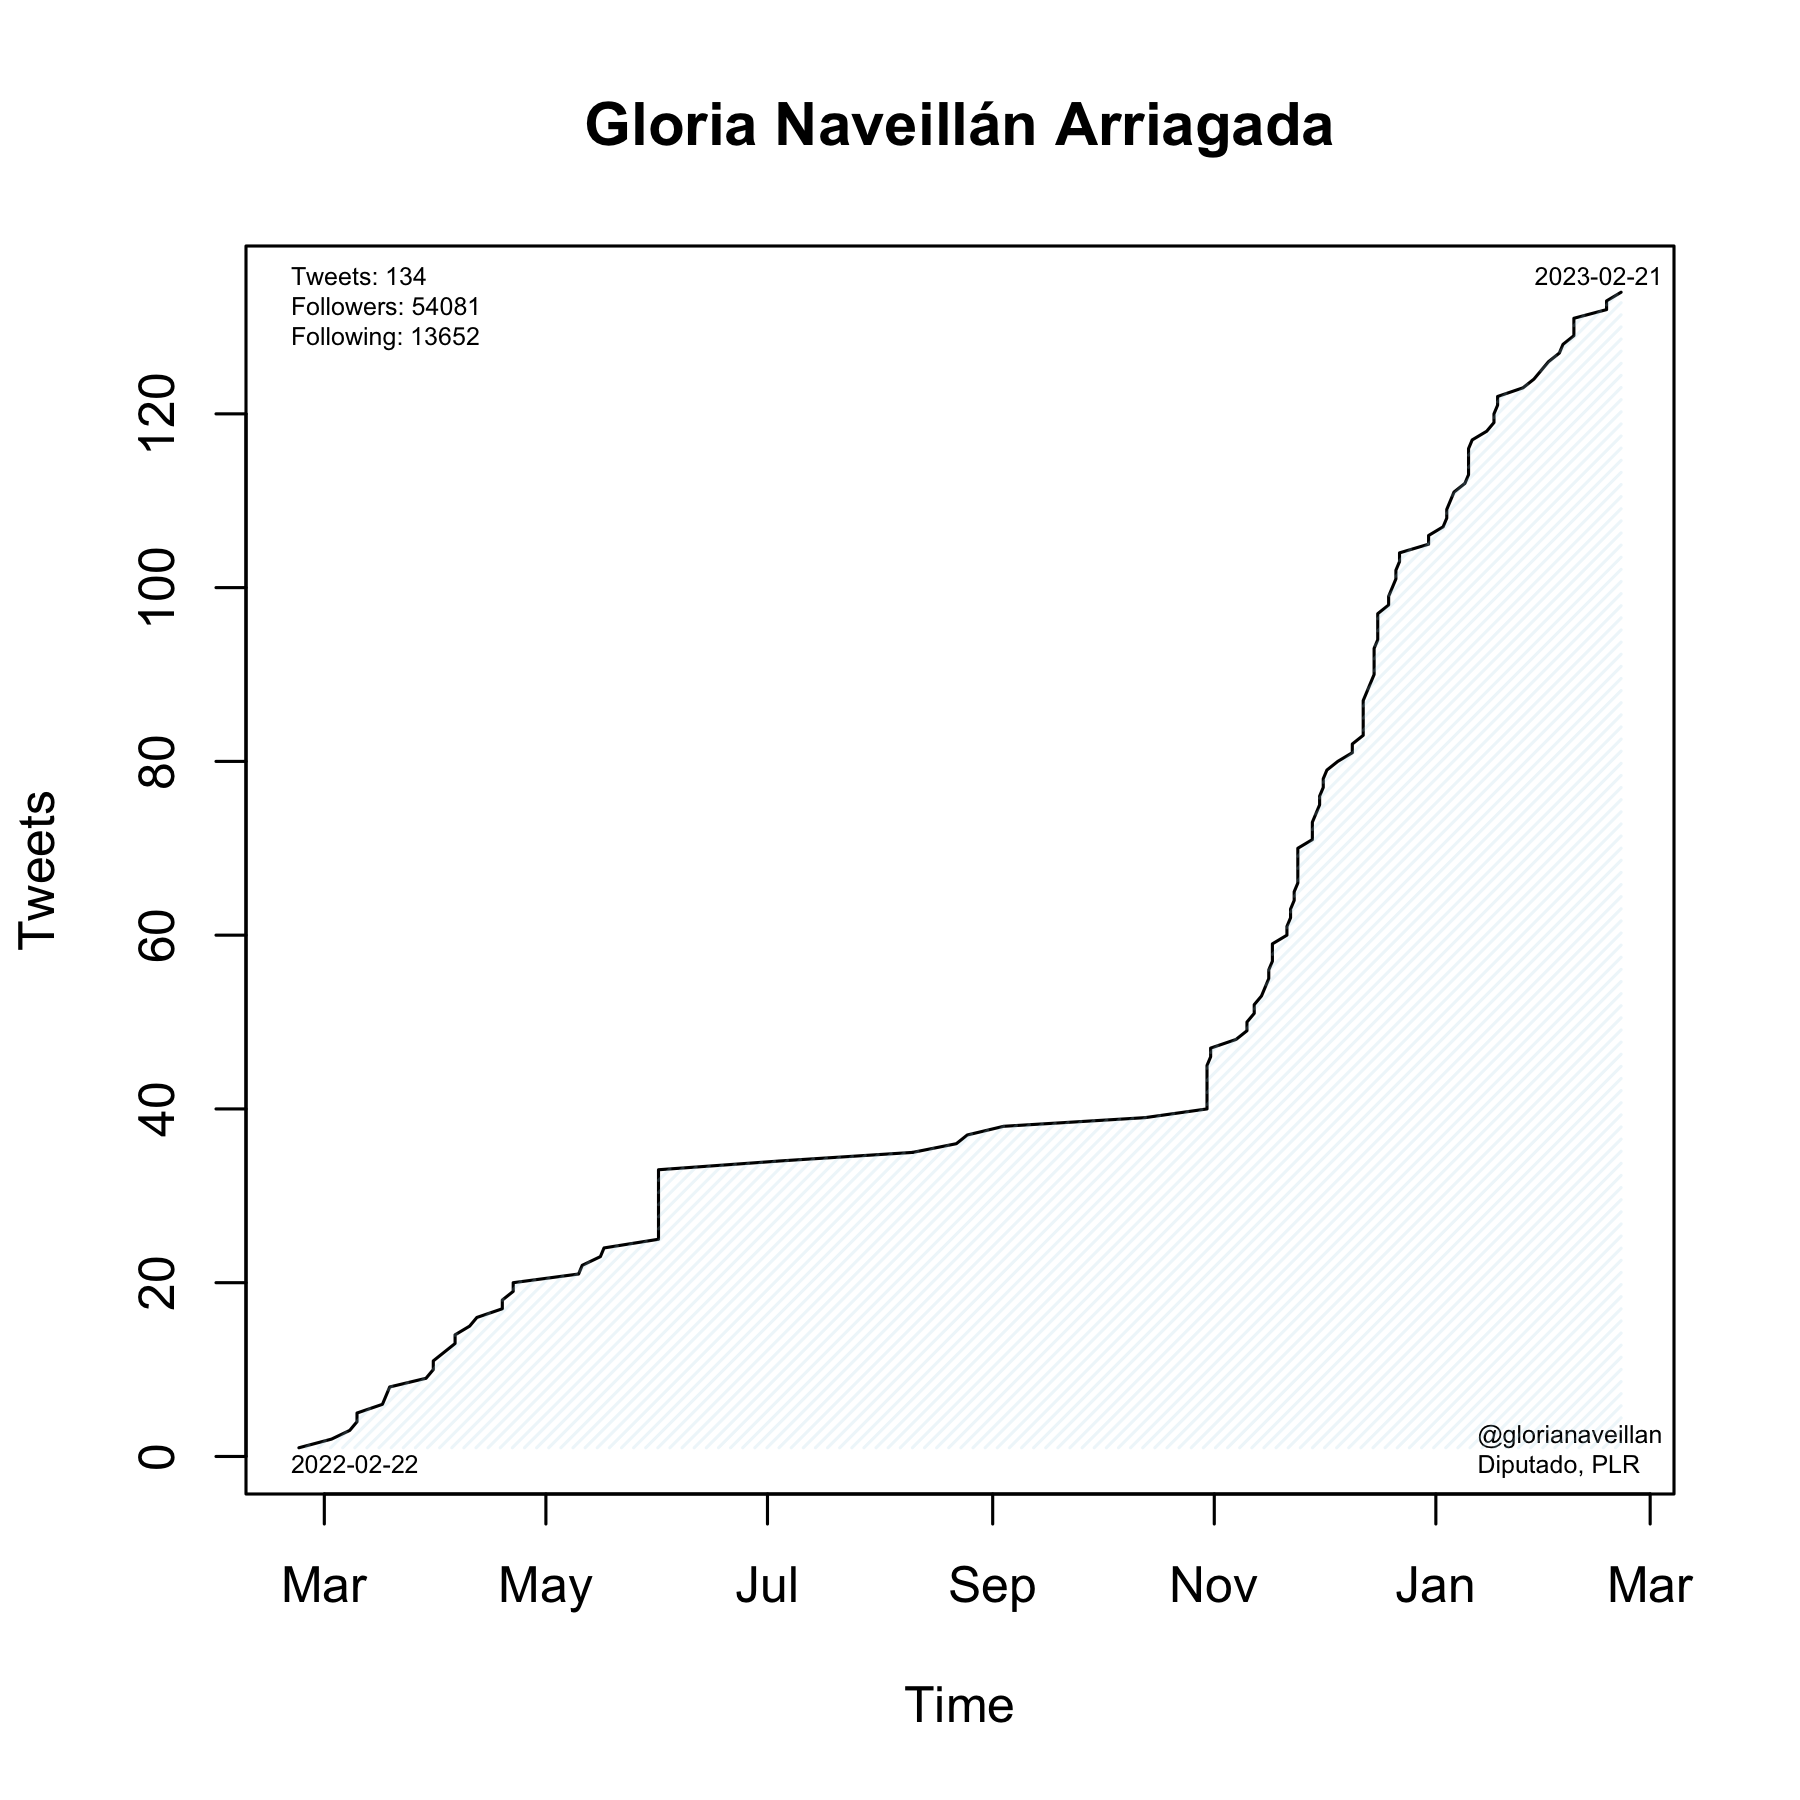 Gloria Naveillán Arriagada
Tweets: 134
Followers: 54081
Following: 13652
2023-02-21
120
100
80
60
40
20
0
Tweets
@glorianaveillan
Diputado, PLR
2022-02-22
Mar May Jul Sep Nov Jan Mar
Time